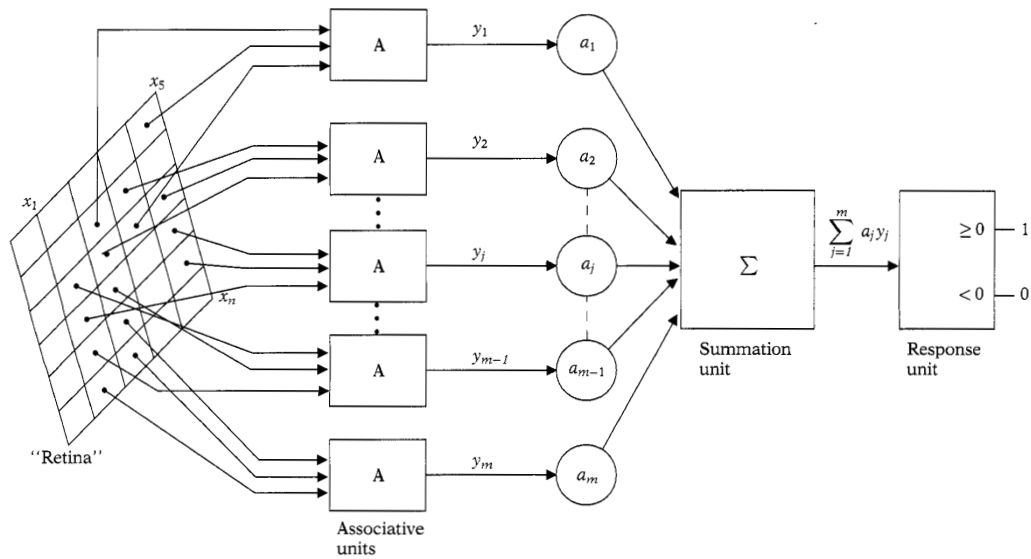 A
y₁
a₁
x₅
A
y₂
a₂
x₁
A
yⱼ
aⱼ
Σ
m
∑ aⱼyⱼ
j=1
≥ 0
1
< 0
0
xₙ
A
yₘ₋₁
aₘ₋₁
Summation
unit
Response
unit
"Retina"
A
yₘ
aₘ
Associative
units